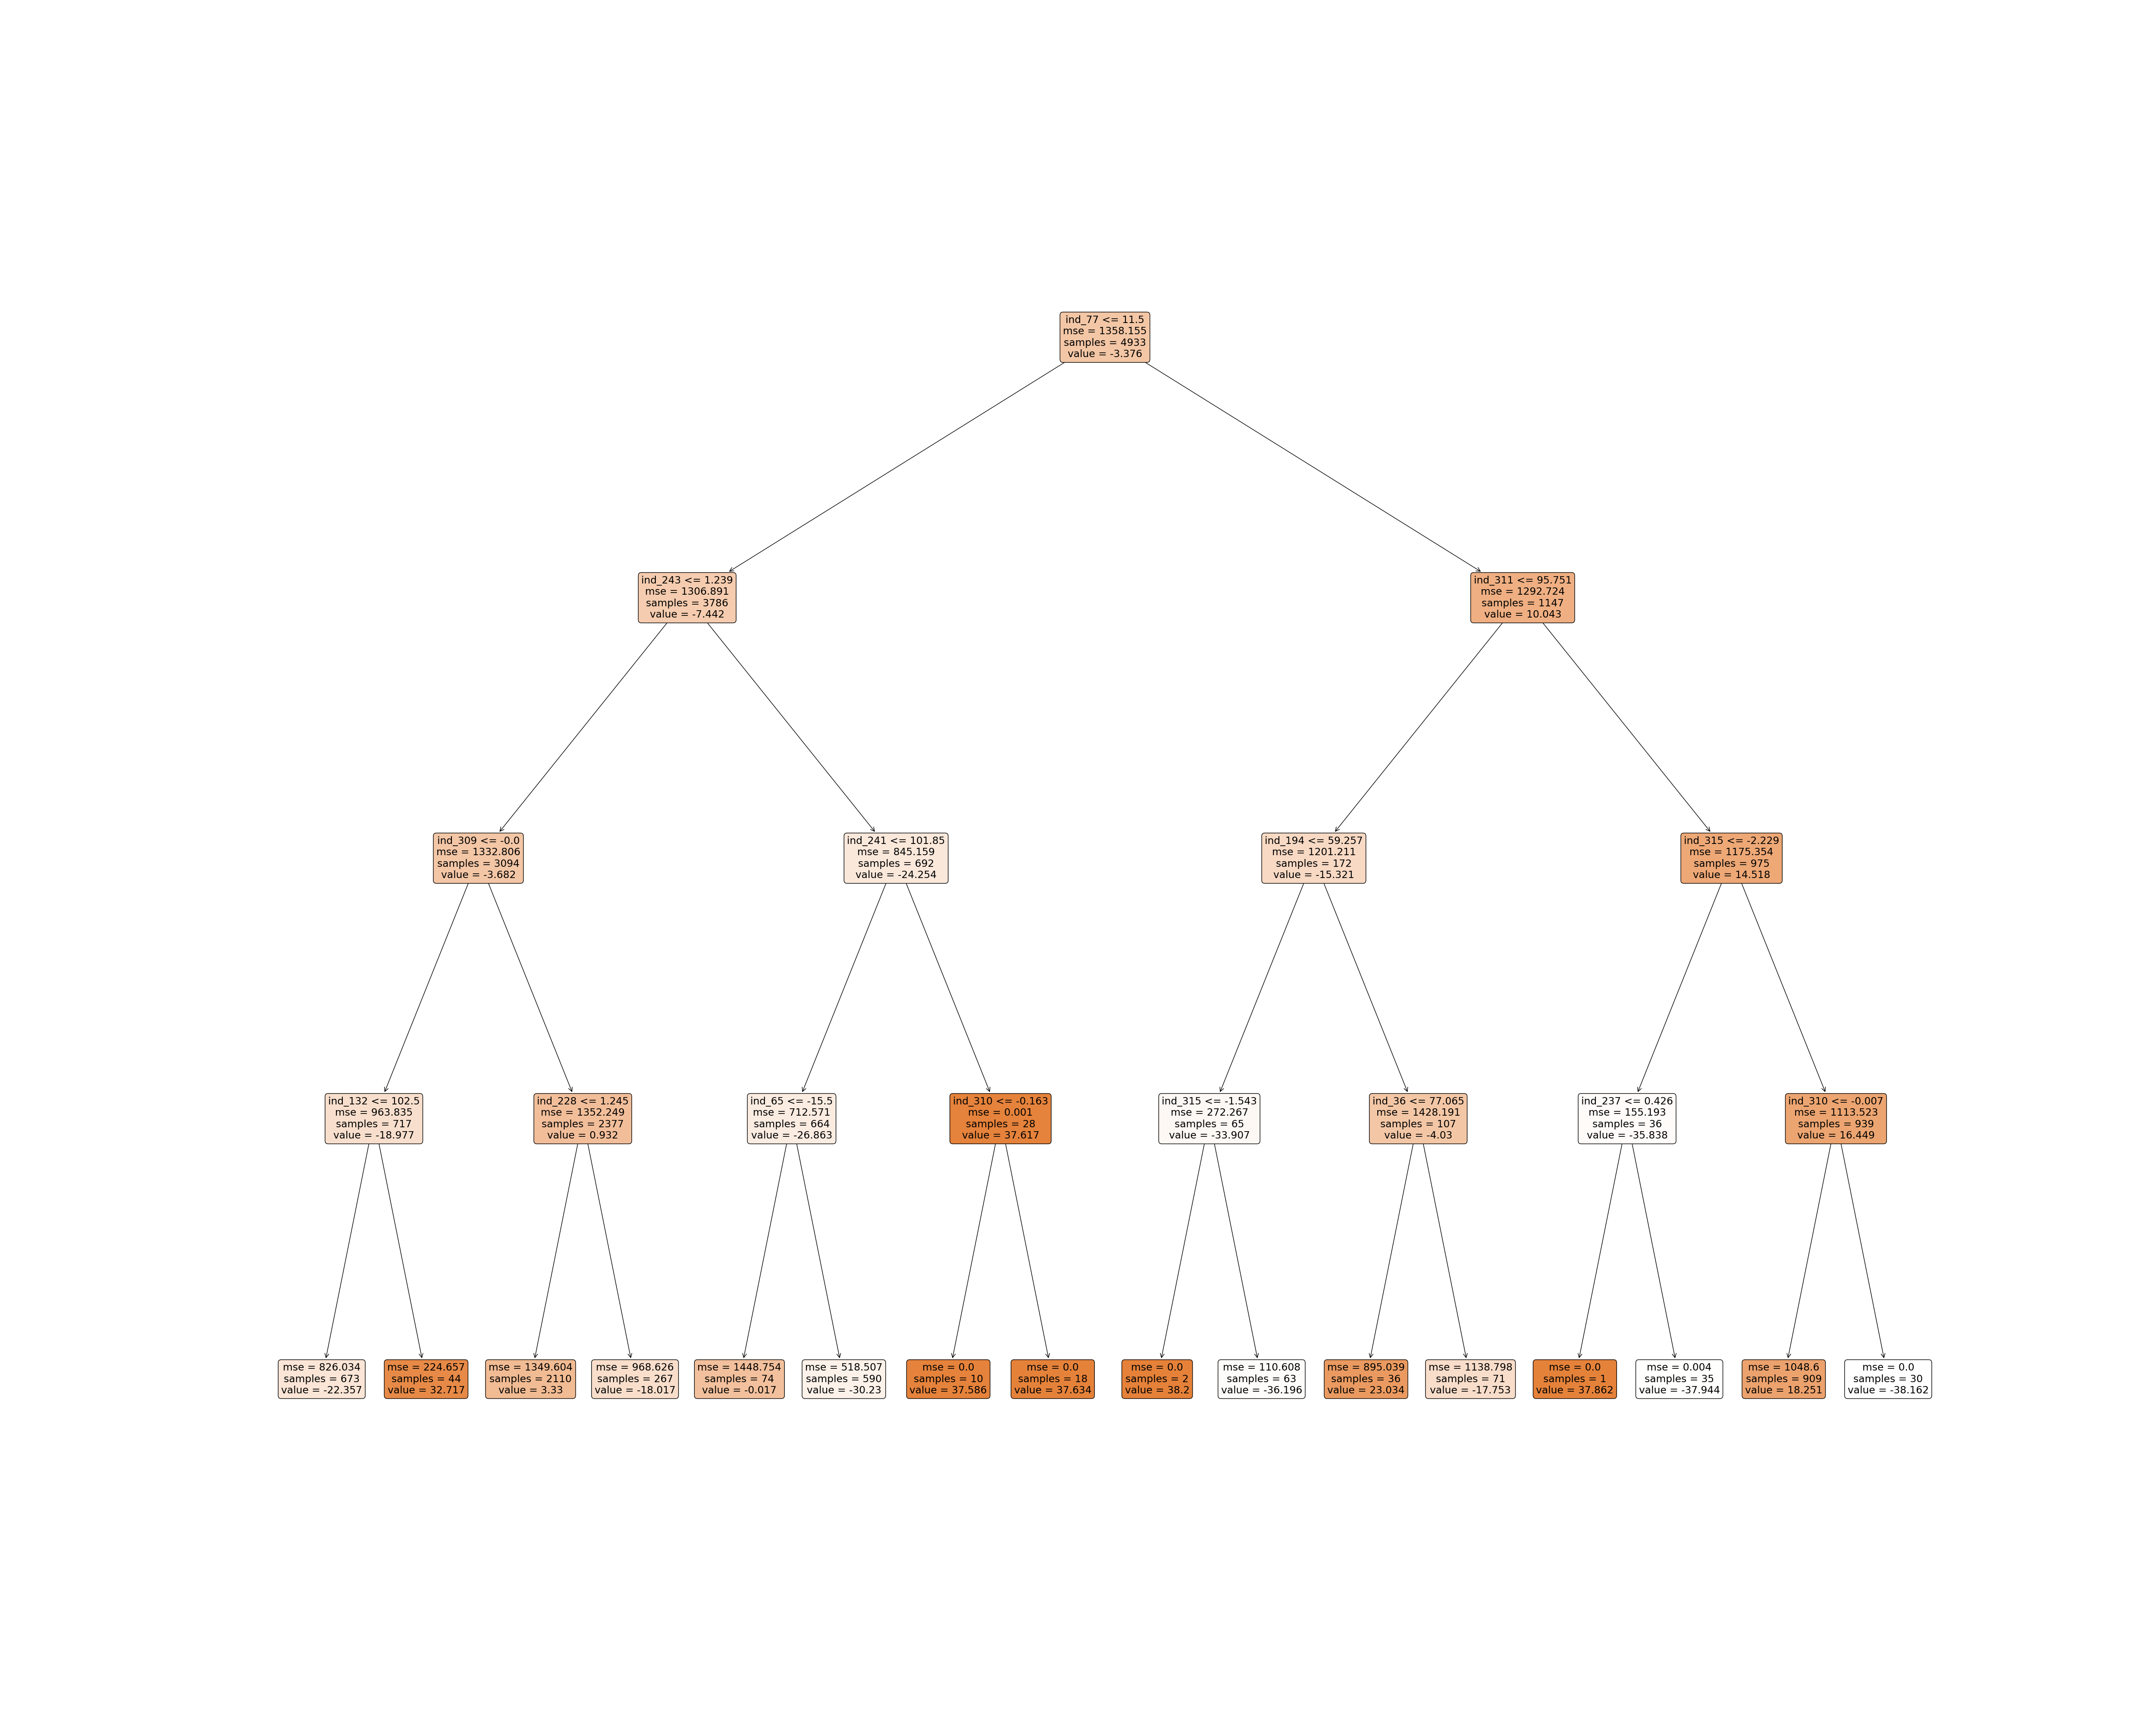 ind_77 <= 11.5
mse = 1358.155
samples = 4933
value = -3.376
ind_243 <= 1.239
mse = 1306.891
samples = 3786
value = -7.442
ind_311 <= 95.751
mse = 1292.724
samples = 1147
value = 10.043
ind_309 <= -0.0
mse = 1332.806
samples = 3094
value = -3.682
ind_241 <= 101.85
mse = 845.159
samples = 692
value = -24.254
ind_194 <= 59.257
mse = 1201.211
samples = 172
value = -15.321
ind_315 <= -2.229
mse = 1175.354
samples = 975
value = 14.518
ind_132 <= 102.5
mse = 963.835
samples = 717
value = -18.977
ind_228 <= 1.245
mse = 1352.249
samples = 2377
value = 0.932
ind_65 <= -15.5
mse = 712.571
samples = 664
value = -26.863
ind_310 <= -0.163
mse = 0.001
samples = 28
value = 37.617
ind_315 <= -1.543
mse = 272.267
samples = 65
value = -33.907
ind_36 <= 77.065
mse = 1428.191
samples = 107
value = -4.03
ind_237 <= 0.426
mse = 155.193
samples = 36
value = -35.838
ind_310 <= -0.007
mse = 1113.523
samples = 939
value = 16.449
mse = 826.034
samples = 673
value = -22.357
mse = 224.657
samples = 44
value = 32.717
mse = 1349.604
samples = 2110
value = 3.33
mse = 968.626
samples = 267
value = -18.017
mse = 1448.754
samples = 74
value = -0.017
mse = 518.507
samples = 590
value = -30.23
mse = 0.0
samples = 10
value = 37.586
mse = 0.0
samples = 18
value = 37.634
mse = 0.0
samples = 2
value = 38.2
mse = 110.608
samples = 63
value = -36.196
mse = 895.039
samples = 36
value = 23.034
mse = 1138.798
samples = 71
value = -17.753
mse = 0.0
samples = 1
value = 37.862
mse = 0.004
samples = 35
value = -37.944
mse = 1048.6
samples = 909
value = 18.251
mse = 0.0
samples = 30
value = -38.162